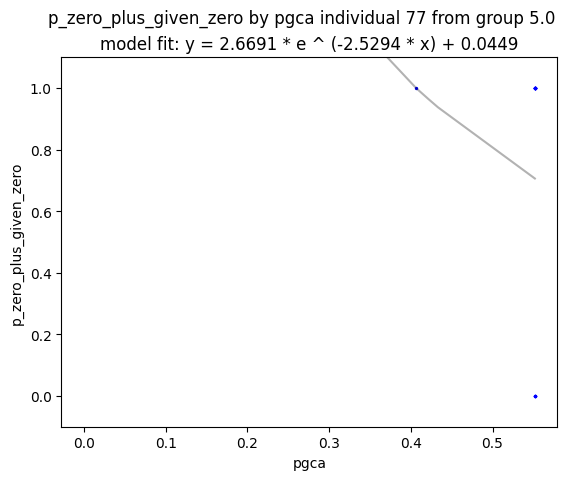 p_zero_plus_given_zero by pgca individual 77 from group 5.0
model fit: y = 2.6691 * e ^ (-2.5294 * x) + 0.0449
1.0
0.8
0.6
0.4
0.2
0.0
p_zero_plus_given_zero
0.0 0.1 0.2 0.3 0.4 0.5
pgca